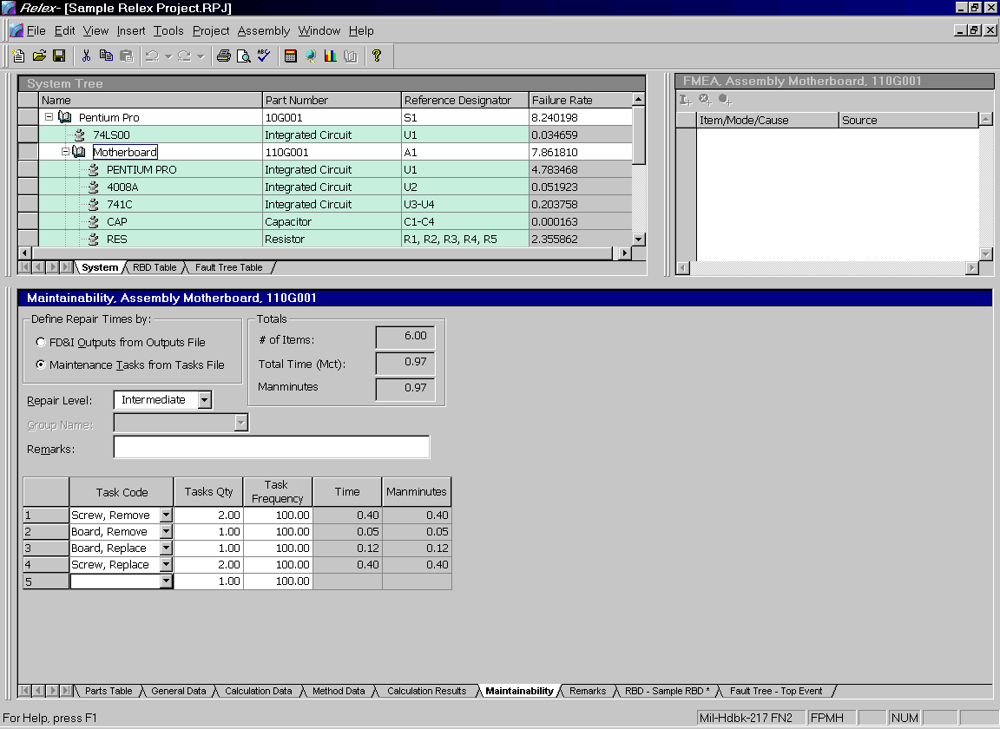 Relex- [Sample Relex Project.RPJ]
File Edit View Insert Tools Project Assembly Window Help
System Tree
Name Part Number Reference Designator Failure Rate
Pentium Pro 10G001 S1 8.240198
74LS00 Integrated Circuit U1 0.034659
Motherboard 110G001 A1 7.861810
PENTIUM PRO Integrated Circuit U1 4.783468
4008A Integrated Circuit U2 0.051923
741C Integrated Circuit U3-U4 0.203758
CAP Capacitor C1-C4 0.000163
RES Resistor R1, R2, R3, R4, R5 2.355862
System RBD Table Fault Tree Table
FMEA, Assembly Motherboard, 110G001
Item/Mode/Cause Source
Maintainability, Assembly Motherboard, 110G001
Define Repair Times by:
FD&I Outputs from Outputs File
Maintenance Tasks from Tasks File
Totals
# of Items: 6.00
Total Time (Mct): 0.97
Manminutes 0.97
Repair Level: Intermediate
Group Name:
Remarks:
Task Code Tasks Qty Task Frequency Time Manminutes
1 Screw, Remove 2.00 100.00 0.40 0.40
2 Board, Remove 1.00 100.00 0.05 0.05
3 Board, Replace 1.00 100.00 0.12 0.12
4 Screw, Replace 2.00 100.00 0.40 0.40
5 1.00 100.00
Parts Table General Data Calculation Data Method Data Calculation Results Maintainability Remarks RBD - Sample RBD * Fault Tree - Top Event
For Help, press F1 Mil-Hdbk-217 FN2 FPMH NUM